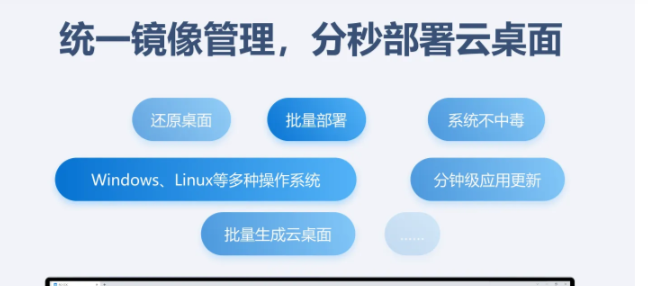 统一镜像管理，分秒部署云桌面
还原桌面
批量部署
系统不中毒
Windows、Linux等多种操作系统
分钟级应用更新
批量生成云桌面
......